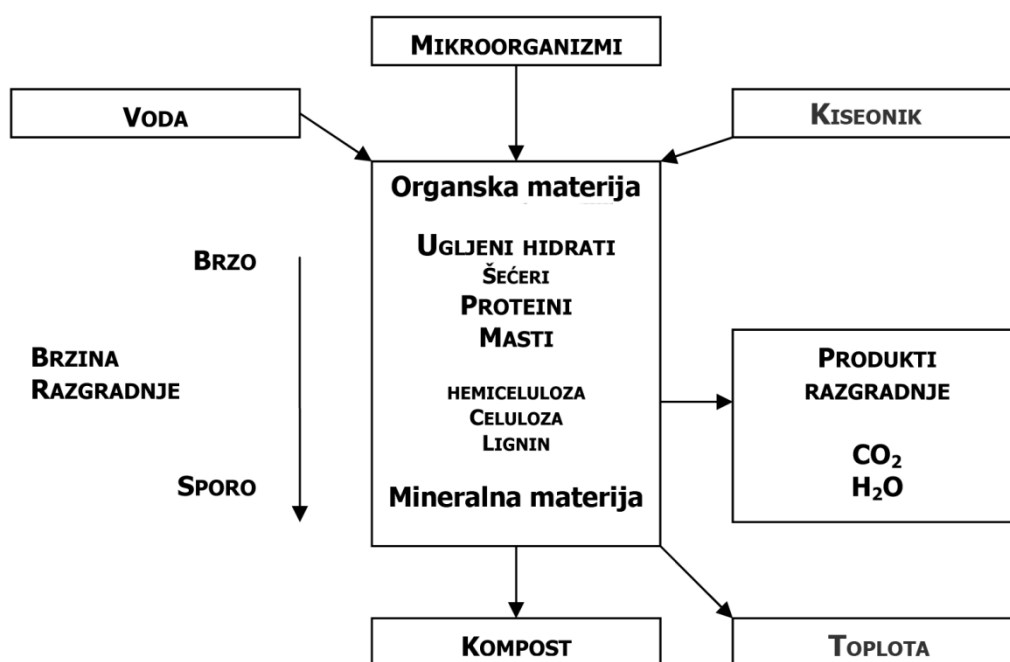 MIKROORGANIZMI
VODA
KISEONIK
Organska materija
UGLJENI HIDRATI
ŠEĆERI
PROTEINI
MASTI
HEMICELULOZA
CELULOZA
LIGNIN
Mineralna materija
BRZO
BRZINA
RAZGRADNJE
SPORO
PRODUKTI
RAZGRADNJE
CO₂
H₂O
KOMPOST
TOPLOTA